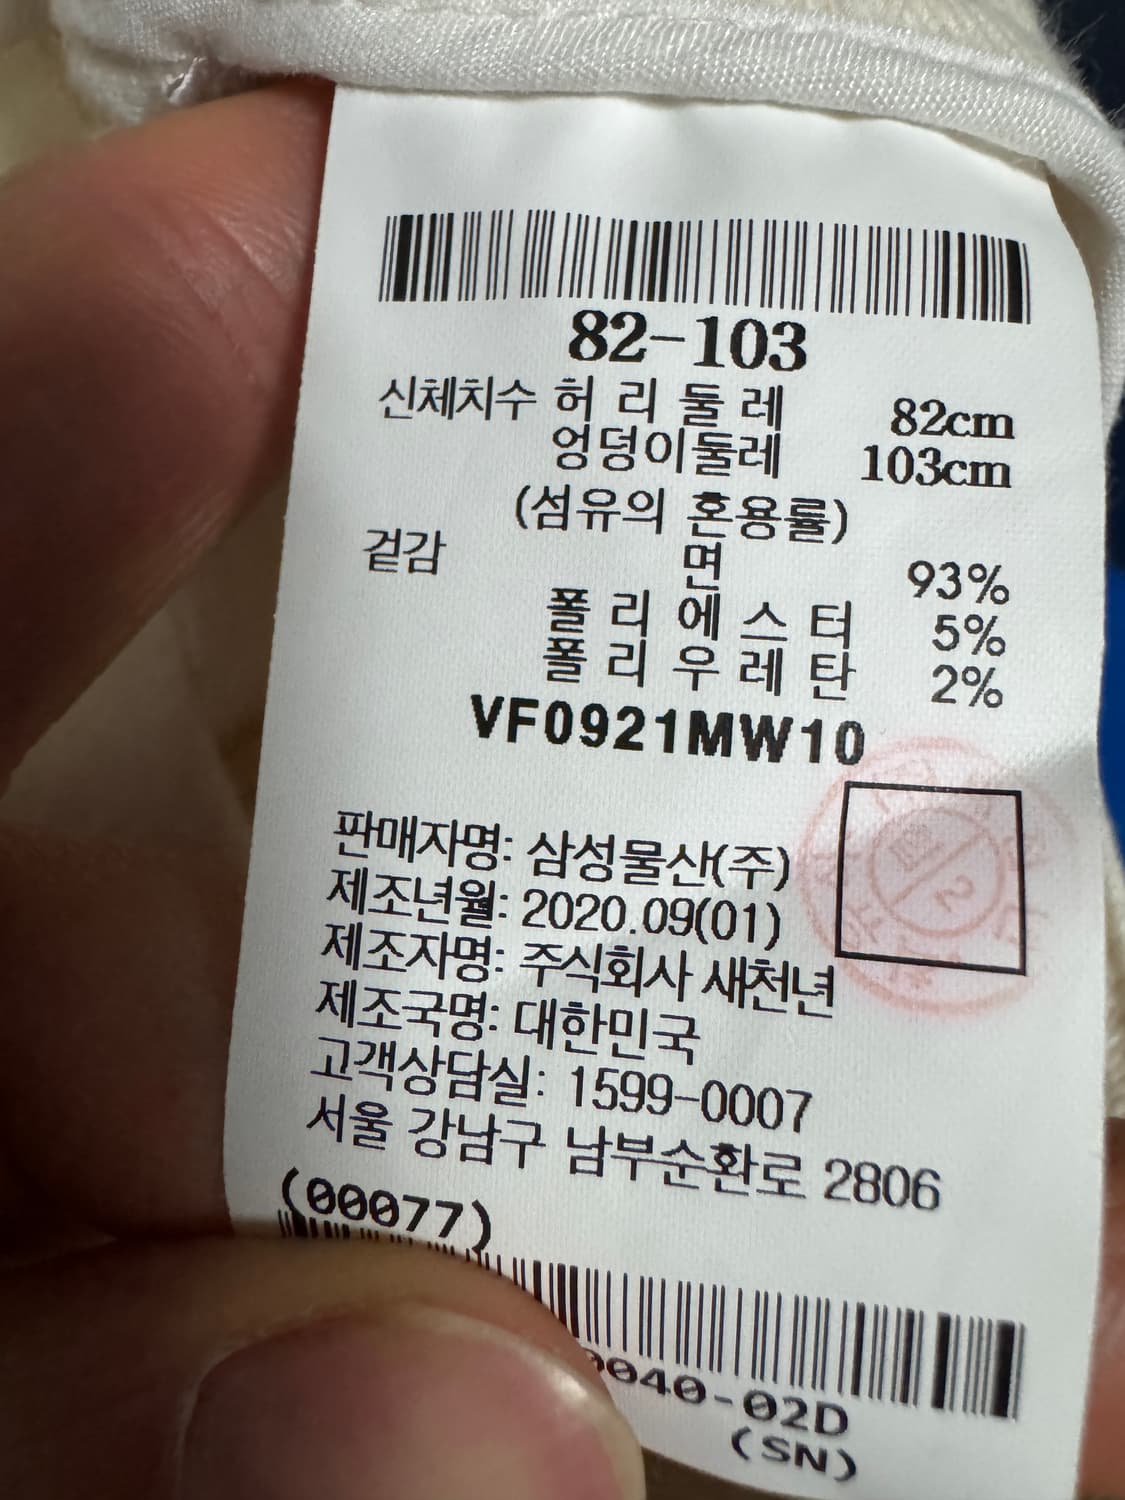 82-103
신체치수 허리둘레 82cm
엉덩이둘레 103cm
(섬유의 혼용률)
겉감 면 93%
폴리에스터 5%
폴리우레탄 2%
VF0921MW10
판매자명: 삼성물산(주)
제조년월: 2020.09(01)
제조자명: 주식회사 새천년
제조국명: 대한민국
고객상담실: 1599-0007
서울 강남구 남부순환로 2806
(00077)
0040-02D
(SN)